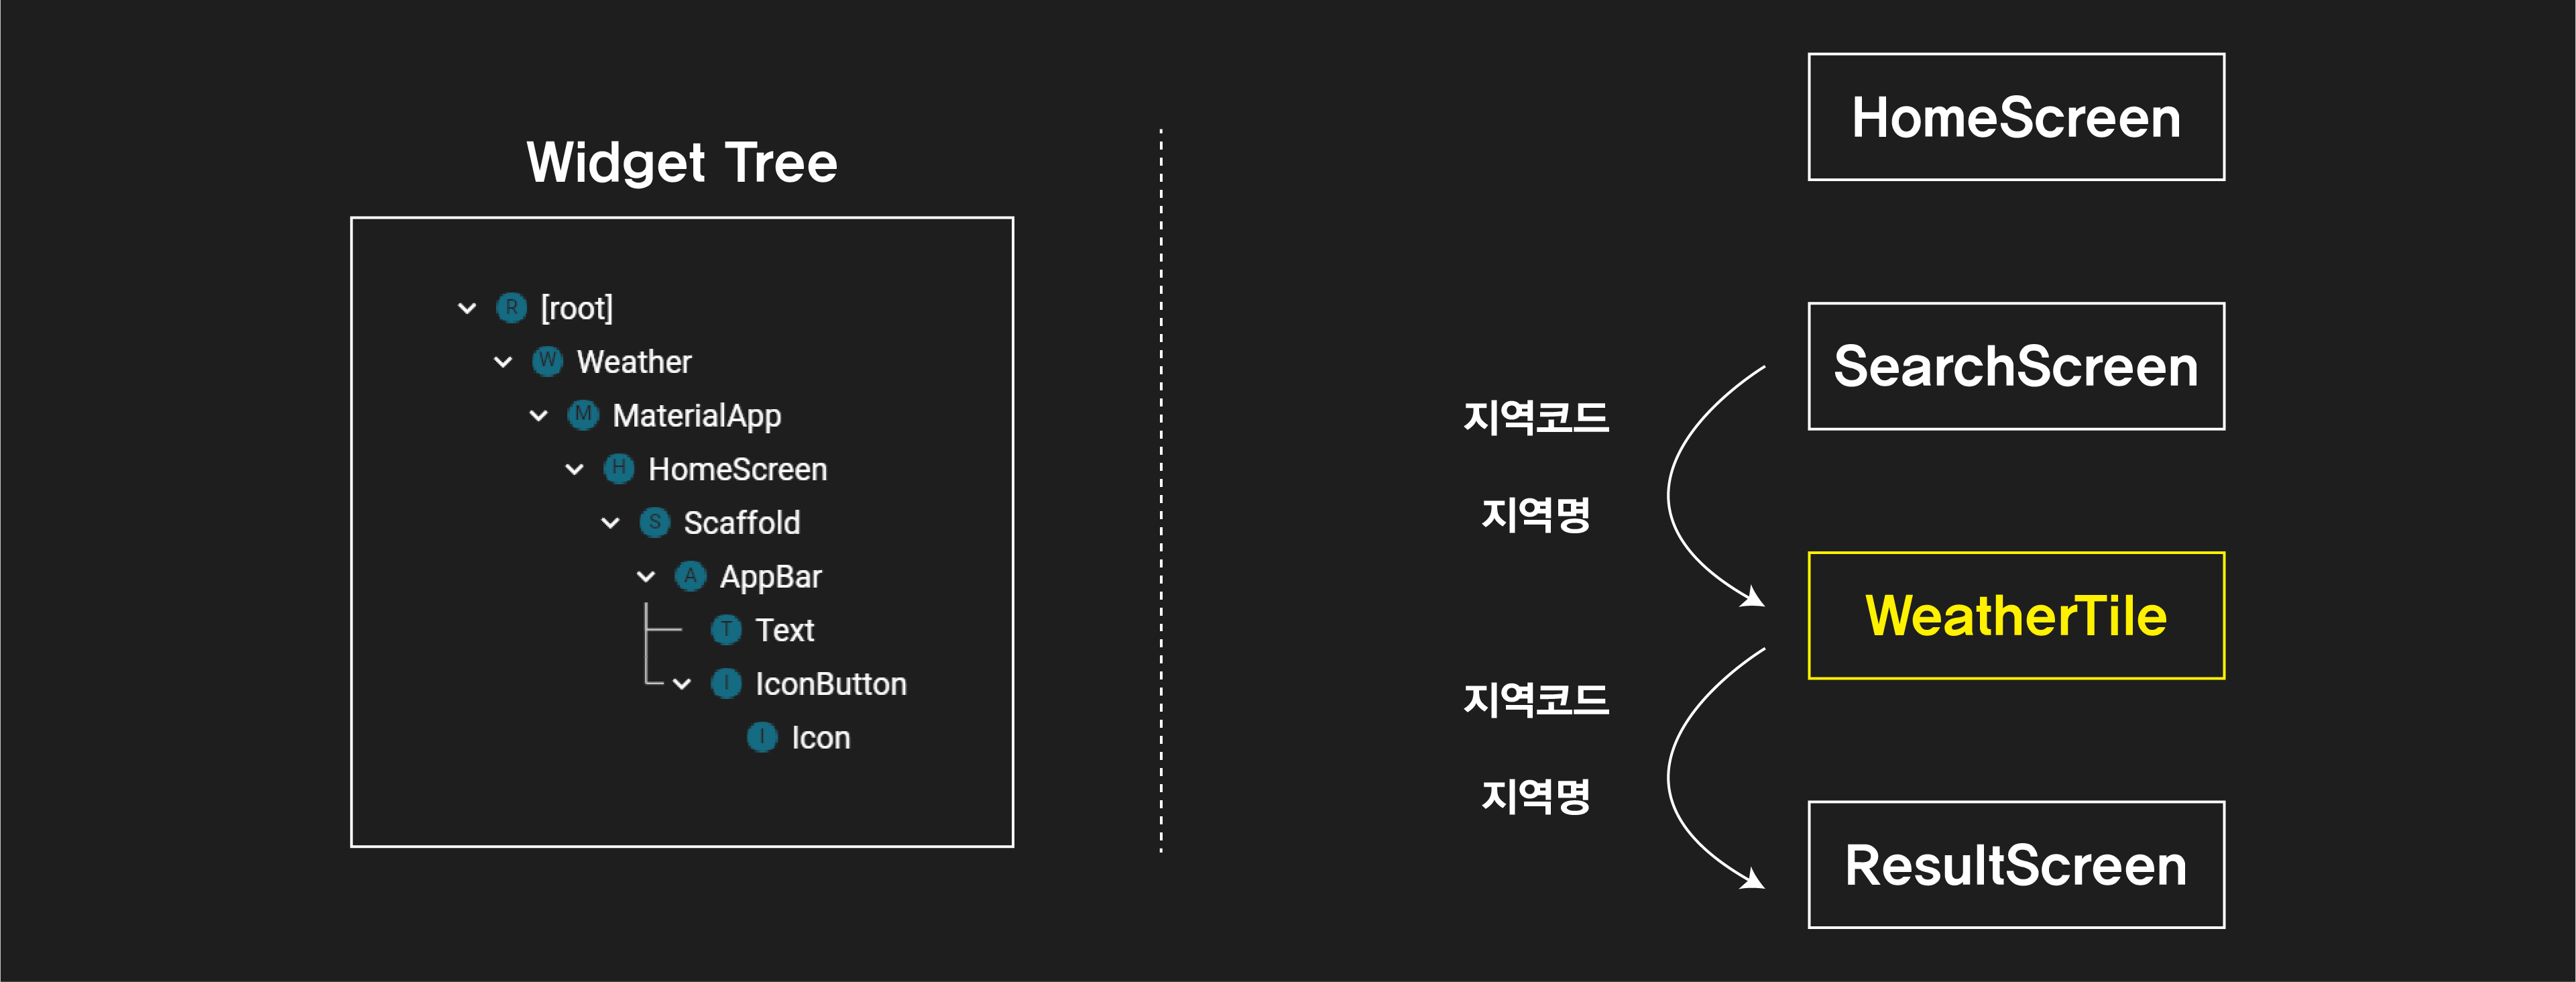 Widget Tree
R [root]
W Weather
M MaterialApp
H HomeScreen
S Scaffold
A AppBar
T Text
I IconButton
I Icon
HomeScreen
SearchScreen
지역코드
지역명
WeatherTile
지역코드
지역명
ResultScreen